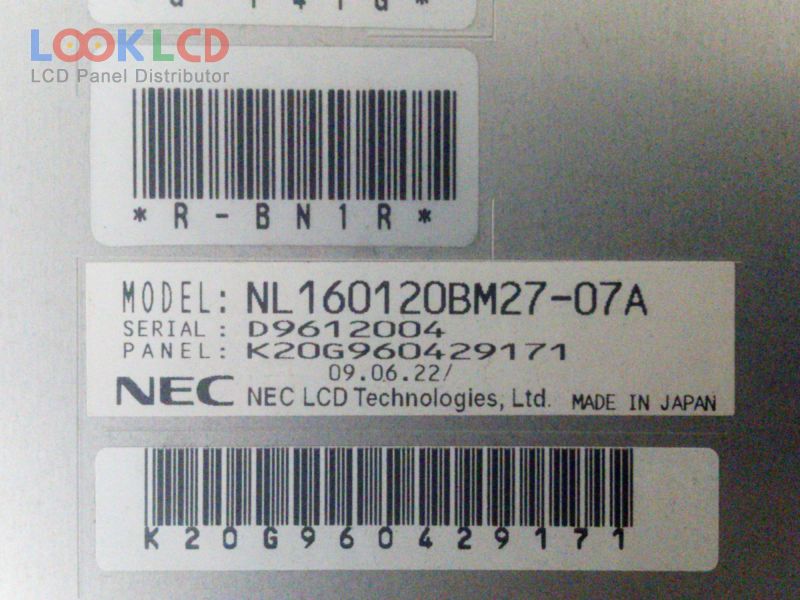 LOOKLCD
LCD Panel Distributor
*R-BN1R*
MODEL: NL160120BM27-07A
SERIAL: D9612004
PANEL: K20G960429171
09.06.22/
NEC NEC LCD Technologies, Ltd. MADE IN JAPAN
K20G960429171